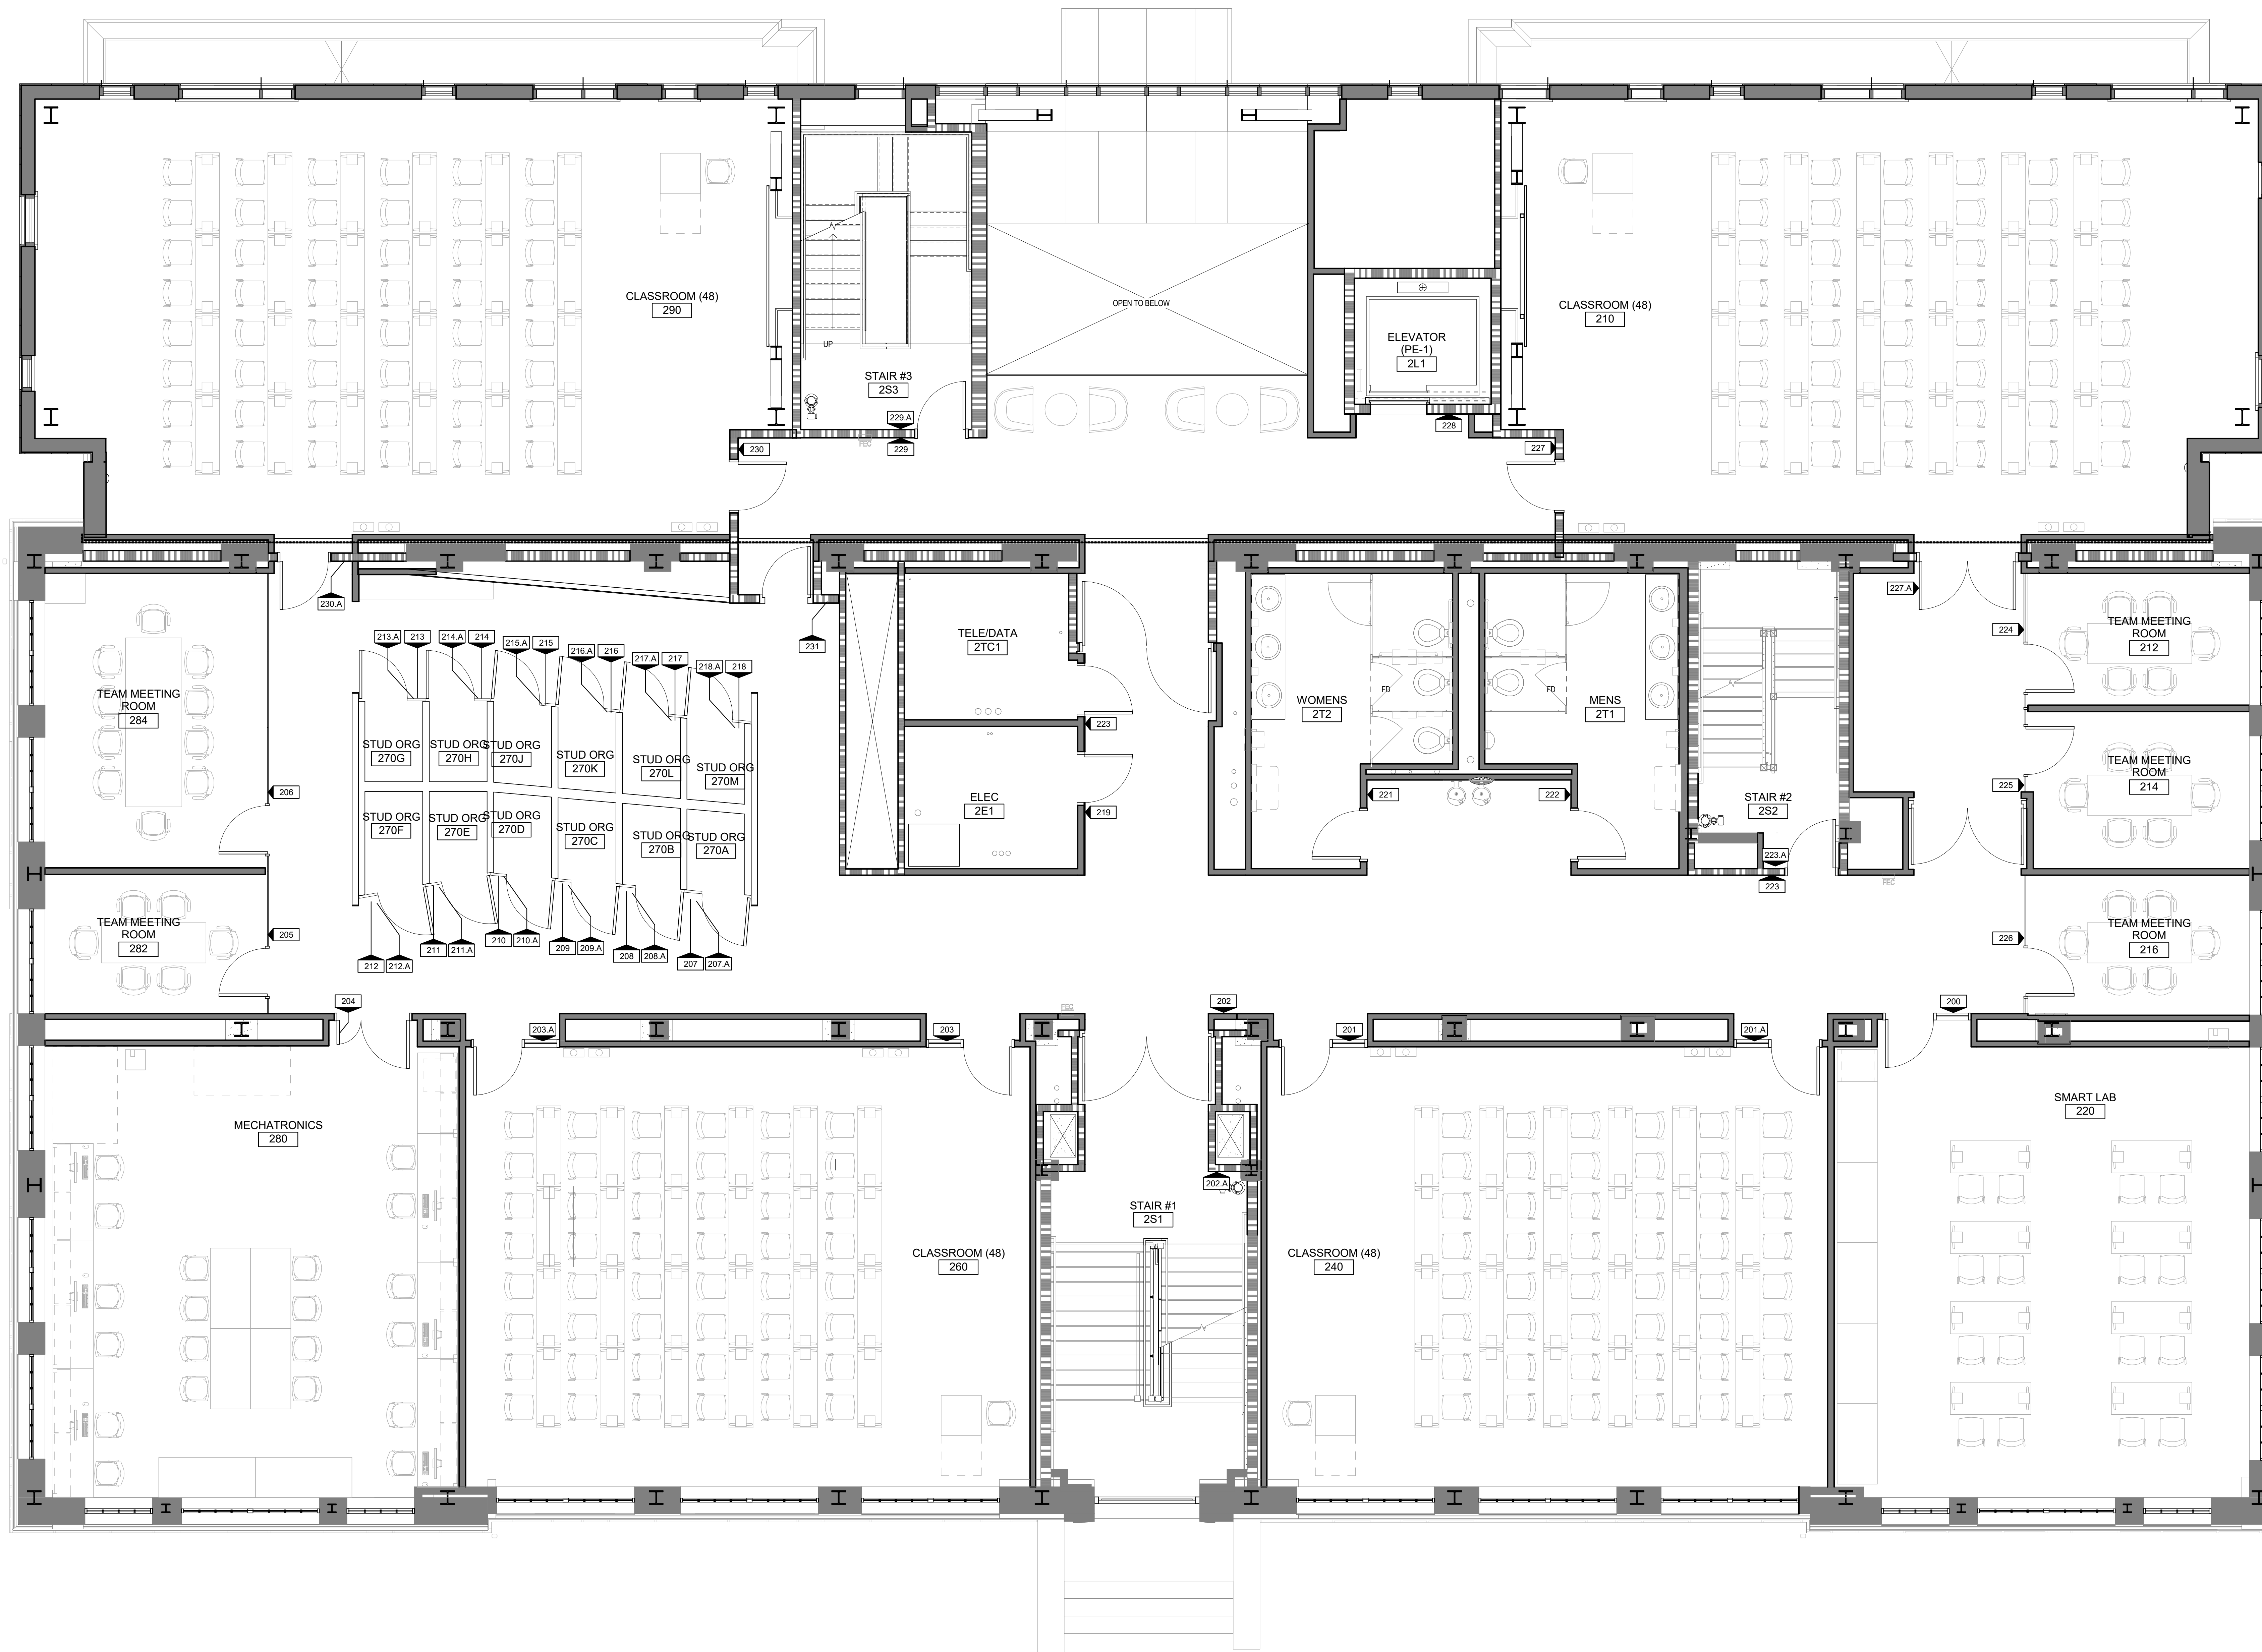 OPEN TO BELOW
CLASSROOM (48)
290
CLASSROOM (48)
210
ELEVATOR
(PE-1)
2L1
UP
STAIR #3
2S3
229.A
FEC
229
230
228
227
230.A
231
227.A
213.A
213
214.A
214
215.A
215
216.A
216
217.A
217
218.A
218
TELE/DATA
2TC1
224
TEAM MEETING
ROOM
212
TEAM MEETING
ROOM
284
WOMENS
2T2
FD
FD
MENS
2T1
223
STUD ORG
270G
STUD ORG
270H
STUD ORG
270J
STUD ORG
270K
STUD ORG
270L
STUD ORG
270M
TEAM MEETING
ROOM
214
225
206
ELEC
2E1
221
222
STAIR #2
2S2
219
STUD ORG
270F
STUD ORG
270E
STUD ORG
270D
STUD ORG
270C
STUD ORG
270B
STUD ORG
270A
223.A
223
FEC
TEAM MEETING
ROOM
282
205
TEAM MEETING
ROOM
216
226
212
212.A
211
211.A
210
210.A
209
209.A
208
208.A
207
207.A
204
203.A
203
FEC
202
201
201.A
200
MECHATRONICS
280
SMART LAB
220
202.A
STAIR #1
2S1
CLASSROOM (48)
260
CLASSROOM (48)
240